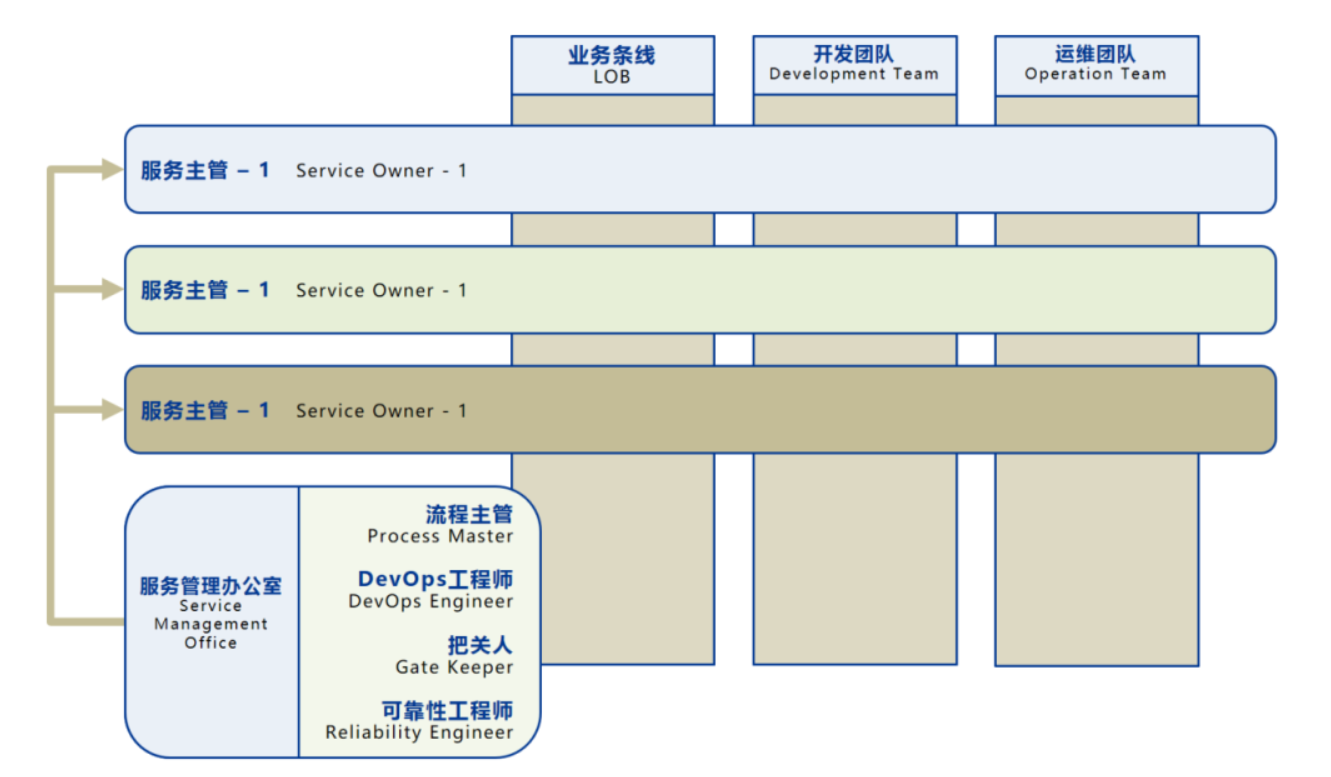 业务条线
LOB
开发团队
Development Team
运维团队
Operation Team
服务主管 – 1 Service Owner - 1
服务主管 – 1 Service Owner - 1
服务主管 – 1 Service Owner - 1
服务管理办公室
Service
Management
Office
流程主管
Process Master
DevOps工程师
DevOps Engineer
把关人
Gate Keeper
可靠性工程师
Reliability Engineer